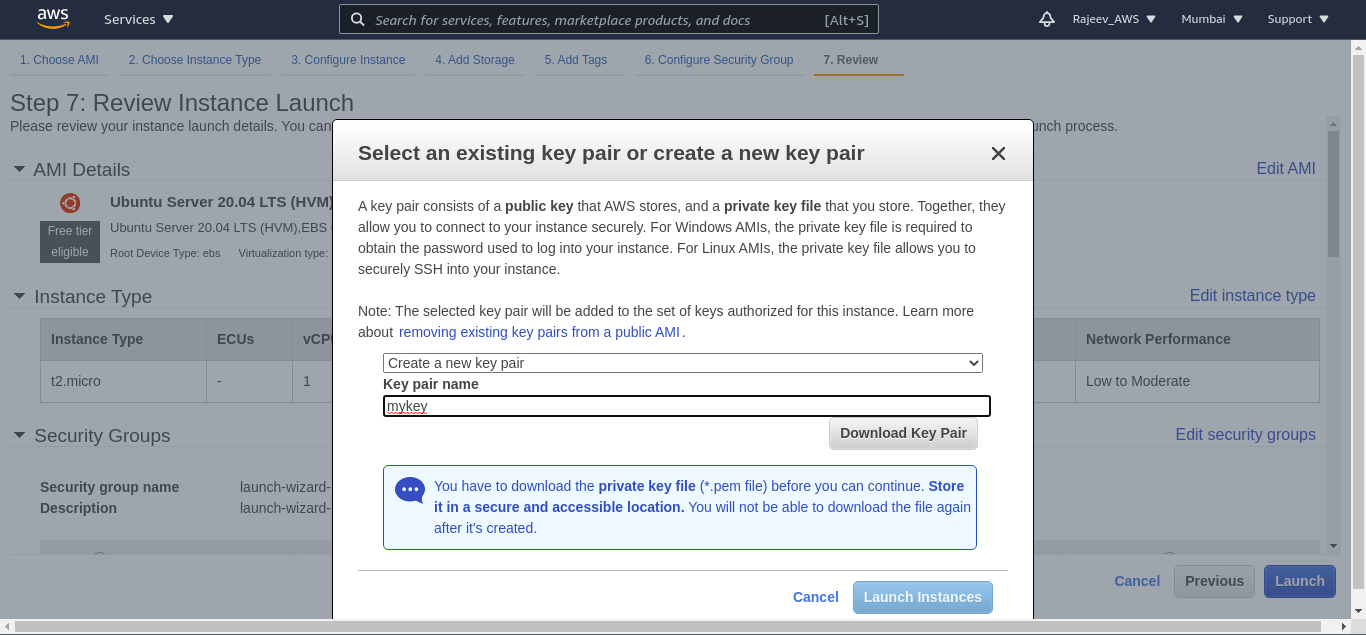 aws
Services
Search for services, features, marketplace products, and docs
[Alt+S]
Rajeev_AWS
Mumbai
Support
1. Choose AMI
2. Choose Instance Type
3. Configure Instance
4. Add Storage
5. Add Tags
6. Configure Security Group
7. Review
Step 7: Review Instance Launch
Please review your instance launch details. You can
unch process.
AMI Details
Edit AMI
Ubuntu Server 20.04 LTS (HVM)
Free tier
eligible
Ubuntu Server 20.04 LTS (HVM),EBS
Root Device Type: ebs
Virtualization type:
Instance Type
Edit instance type
Instance Type
ECUs
vCP
Network Performance
t2.micro
-
1
Low to Moderate
Security Groups
Edit security groups
Security group name
launch-wizard-
Description
launch-wizard-
Cancel
Previous
Launch
Select an existing key pair or create a new key pair
A key pair consists of a public key that AWS stores, and a private key file that you store. Together, they
allow you to connect to your instance securely. For Windows AMIs, the private key file is required to
obtain the password used to log into your instance. For Linux AMIs, the private key file allows you to
securely SSH into your instance.
Note: The selected key pair will be added to the set of keys authorized for this instance. Learn more
about removing existing key pairs from a public AMI.
Create a new key pair
Key pair name
mykey
Download Key Pair
You have to download the private key file (*.pem file) before you can continue. Store
it in a secure and accessible location. You will not be able to download the file again
after it's created.
Cancel
Launch Instances